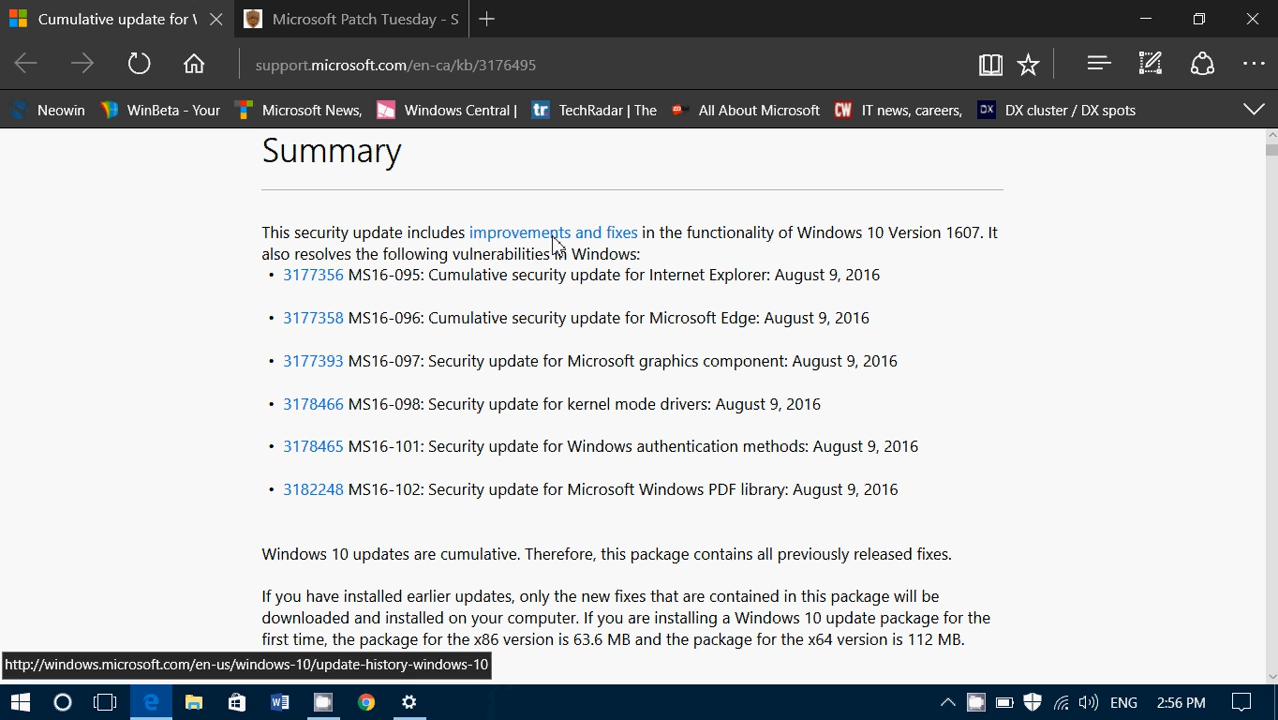 Cumulative update for W
Microsoft Patch Tuesday - S
support.microsoft.com/en-ca/kb/3176495
Neowin WinBeta - Your Microsoft News, Windows Central | tr TechRadar | The All About Microsoft CW IT news, careers, DX DX cluster / DX spots
Summary
This security update includes improvements and fixes in the functionality of Windows 10 Version 1607. It
also resolves the following vulnerabilities in Windows:
• 3177356 MS16-095: Cumulative security update for Internet Explorer: August 9, 2016
• 3177358 MS16-096: Cumulative security update for Microsoft Edge: August 9, 2016
• 3177393 MS16-097: Security update for Microsoft graphics component: August 9, 2016
• 3178466 MS16-098: Security update for kernel mode drivers: August 9, 2016
• 3178465 MS16-101: Security update for Windows authentication methods: August 9, 2016
• 3182248 MS16-102: Security update for Microsoft Windows PDF library: August 9, 2016
Windows 10 updates are cumulative. Therefore, this package contains all previously released fixes.
If you have installed earlier updates, only the new fixes that are contained in this package will be
downloaded and installed on your computer. If you are installing a Windows 10 update package for the
first time, the package for the x86 version is 63.6 MB and the package for the x64 version is 112 MB.
http://windows.microsoft.com/en-us/windows-10/update-history-windows-10
ENG 2:56 PM